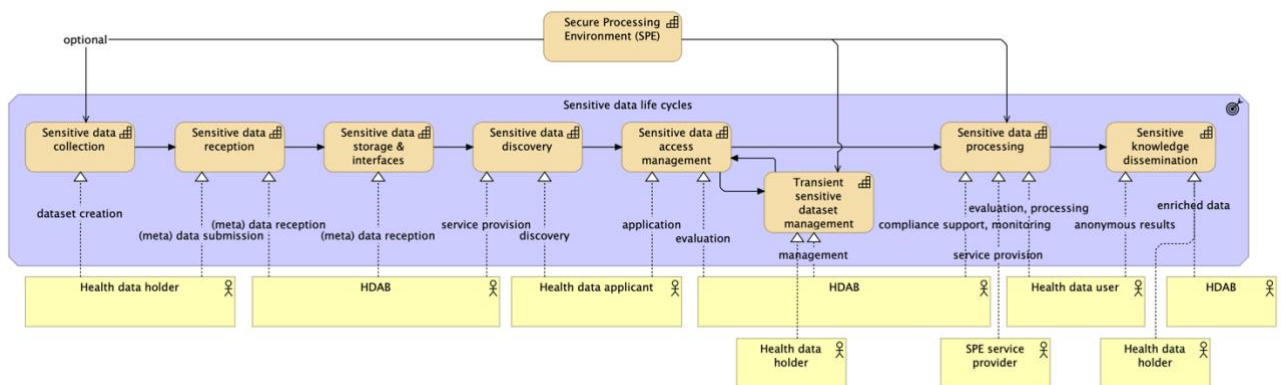 Secure Processing
Environment (SPE)
optional
Sensitive data life cycles
Sensitive data
collection
Sensitive data
reception
Sensitive data
storage &
interfaces
Sensitive data
discovery
Sensitive data
access
management
Sensitive data
processing
Sensitive
knowledge
dissemination
Transient
sensitive
dataset
management
dataset creation
(meta) data submission
(meta) data reception
(meta) data reception
service provision
discovery
application
evaluation
management
evaluation, processing
compliance support, monitoring
service provision
anonymous results
enriched data
Health data holder
HDAB
Health data applicant
HDAB
Health data user
HDAB
Health data
holder
SPE service
provider
Health data
holder